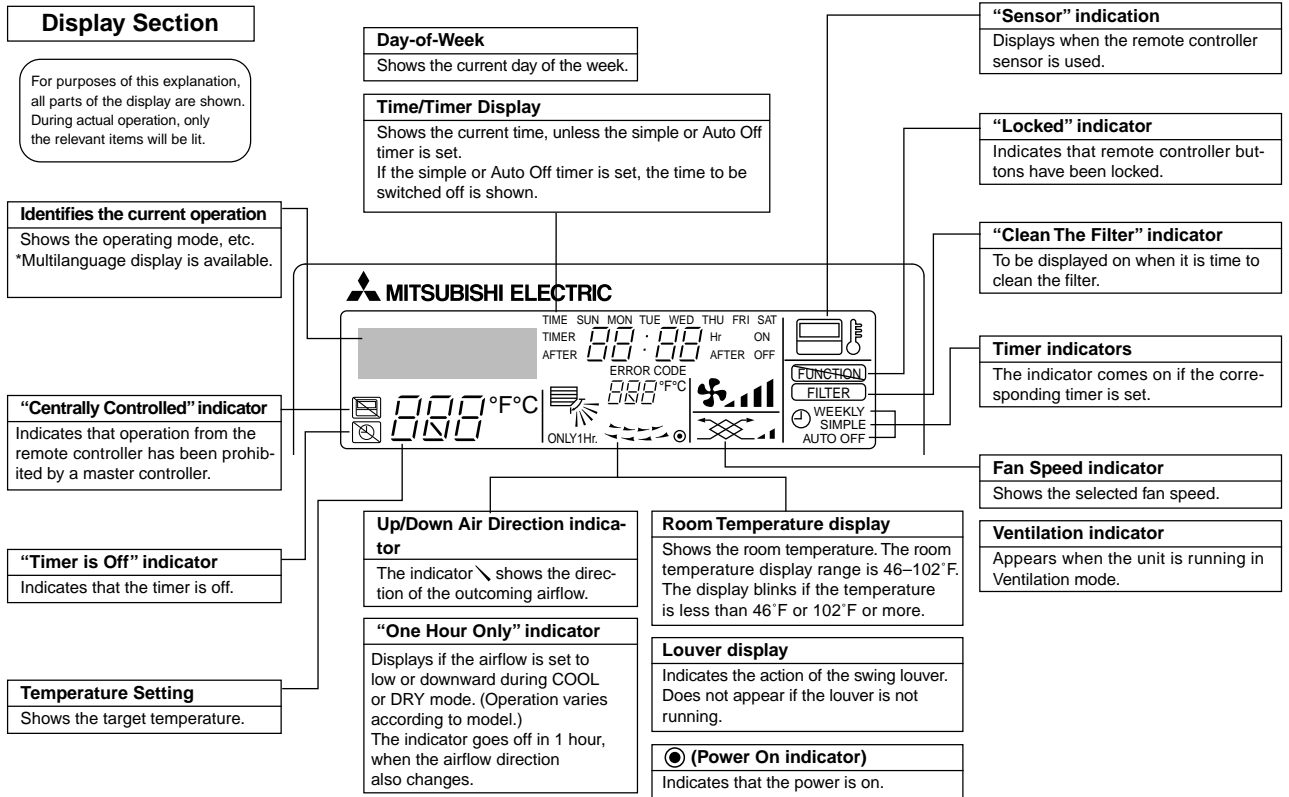 Display Section
For purposes of this explanation,
all parts of the display are shown.
During actual operation, only
the relevant items will be lit.
Day-of-Week
Shows the current day of the week.
Time/Timer Display
Shows the current time, unless the simple or Auto Off
timer is set.
If the simple or Auto Off timer is set, the time to be
switched off is shown.
Identifies the current operation
Shows the operating mode, etc.
*Multilanguage display is available.
"Centrally Controlled" indicator
Indicates that operation from the
remote controller has been prohib-
ited by a master controller.
"Timer is Off" indicator
Indicates that the timer is off.
Temperature Setting
Shows the target temperature.
MITSUBISHI ELECTRIC
TIME SUN MON TUE WED THU FRI SAT
TIMER 88:88 Hr ON
AFTER AFTER OFF
ERROR CODE
°F°C
°F°C
ONLY1Hr.
FUNCTION
FILTER
WEEKLY
SIMPLE
AUTO OFF
Up/Down Air Direction indica-
tor
The indicator shows the direc-
tion of the outcoming airflow.
"One Hour Only" indicator
Displays if the airflow is set to
low or downward during COOL
or DRY mode. (Operation varies
according to model.)
The indicator goes off in 1 hour,
when the airflow direction
also changes.
Room Temperature display
Shows the room temperature. The room
temperature display range is 46–102˚F.
The display blinks if the temperature
is less than 46˚F or 102˚F or more.
Louver display
Indicates the action of the swing louver.
Does not appear if the louver is not
running.
(Power On indicator)
Indicates that the power is on.
"Sensor" indication
Displays when the remote controller
sensor is used.
"Locked" indicator
Indicates that remote controller but-
tons have been locked.
"Clean The Filter" indicator
To be displayed on when it is time to
clean the filter.
Timer indicators
The indicator comes on if the corre-
sponding timer is set.
Fan Speed indicator
Shows the selected fan speed.
Ventilation indicator
Appears when the unit is running in
Ventilation mode.